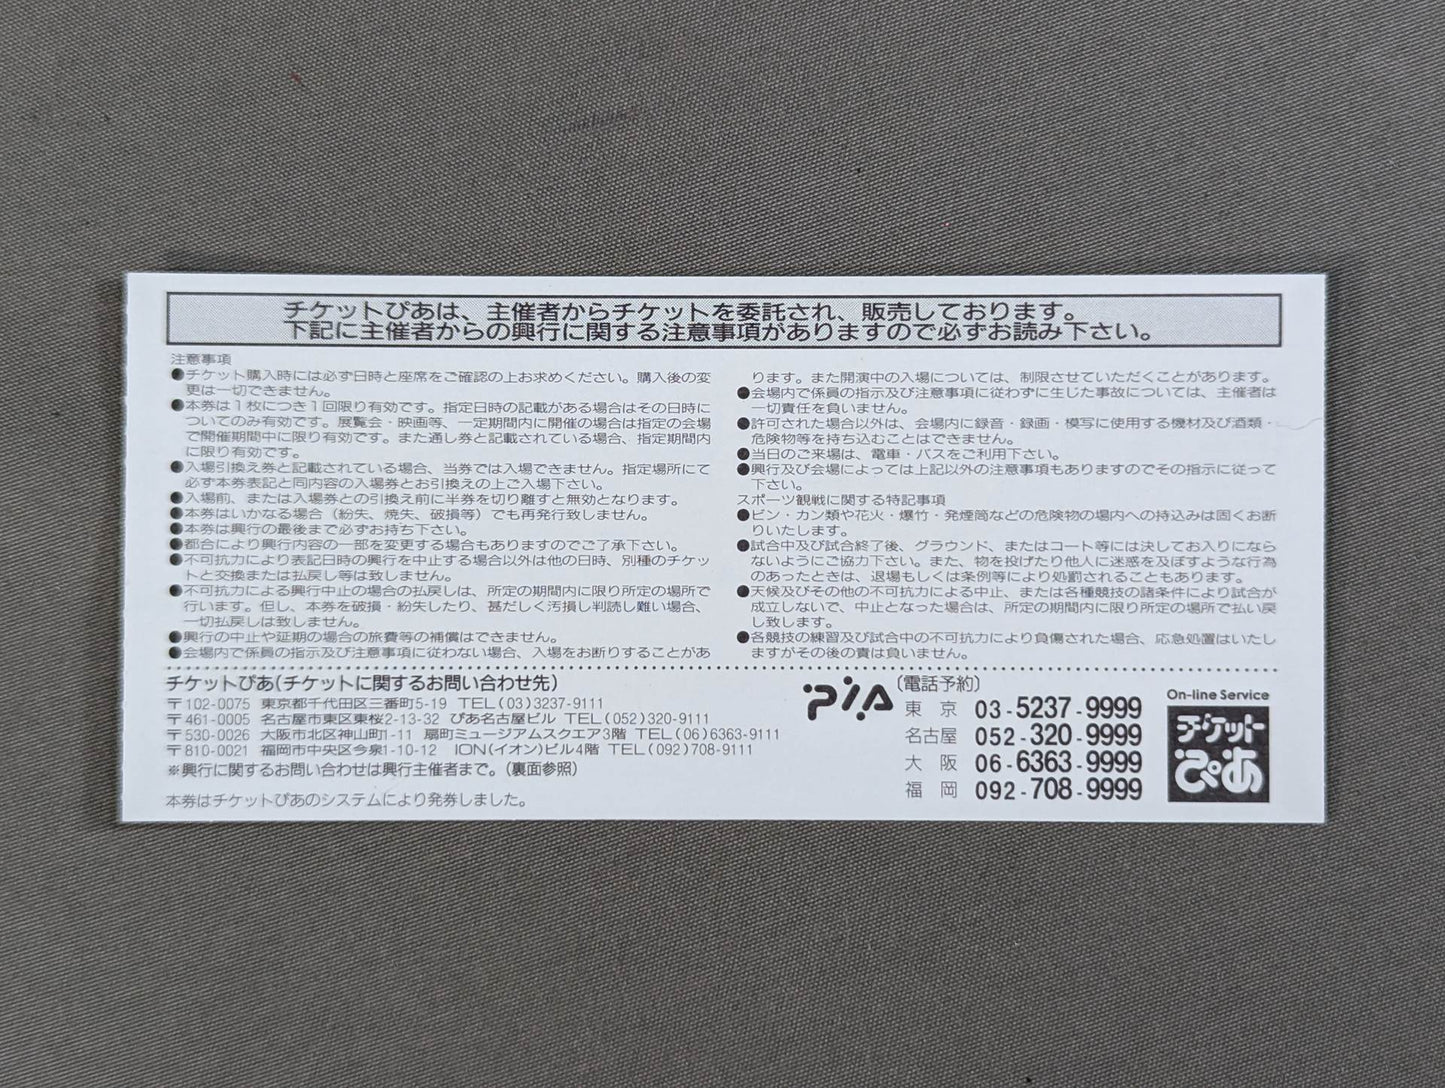 チケットぴあは、主催者からチケットを委託され、販売しております。
下記に主催者からの興行に関する注意事項がありますので必ずお読み下さい。
注意事項
●チケット購入時には必ず日時と座席をご確認の上お求めください。購入後の変
更は一切できません。
●本券は1枚につき1回限り有効です。指定日時の記載がある場合はその日時に
ついてのみ有効です。展覧会・映画等、一定期間内に開催の場合は指定の会場
で開催期間中に限り有効です。また通し券と記載されている場合、指定期間内
に限り有効です。
●入場引換え券と記載されている場合、当券では入場できません。指定場所にて
必ず本券表記と同内容の入場券とお引換えの上ご入場下さい。
●入場前、または入場券との引換え前に半券を切り離すと無効となります。
●本券はいかなる場合（紛失、焼失、破損等）でも再発行致しません。
●本券は興行の最後まで必ずお持ち下さい。
●都合により興行内容の一部を変更する場合もありますのでご了承下さい。
●不可抗力により表記日時の興行を中止する場合以外は他の日時、別種のチケッ
トと交換または払戻し等は致しません。
●不可抗力による興行中止の場合の払戻しは、所定の期間内に限り所定の場所で
行います。但し、本券を破損・紛失したり、甚だしく汚損し判読し難い場合、
一切払戻しは致しません。
●興行の中止や延期の場合の旅費等の補償はできません。
●会場内で係員の指示及び注意事項に従わない場合、入場をお断りすることがあ
ります。また開演中の入場については、制限させていただくことがあります。
●会場内で係員の指示及び注意事項に従わずに生じた事故については、主催者は
一切責任を負いません。
●許可された場合以外は、会場内に録音・録画・模写に使用する機材及び酒類・
危険物等を持ち込むことはできません。
●当日のご来場は、電車・バスをご利用下さい。
●興行及び会場によっては上記以外の注意事項もありますのでその指示に従って
下さい。
スポーツ観戦に関する特記事項
●ビン・カン類や花火・爆竹・発煙筒などの危険物の場内への持込みは固くお断
りいたします。
●試合中及び試合終了後、グラウンド、またはコート等には決してお入りになら
ないようにご協力下さい。また、物を投げたり他人に迷惑を及ぼすような行為
のあったときは、退場もしくは条例等により処罰されることもあります。
●天候及びその他の不可抗力による中止、または各種競技の諸条件により試合が
成立しないで、中止となった場合は、所定の期間内に限り所定の場所で払い戻
し致します。
●各競技の練習及び試合中の不可抗力により負傷された場合、応急処置はいたし
ますがその後の責は負いません。
チケットぴあ(チケットに関するお問い合わせ先)
〒102-0075 東京都千代田区三番町5-19 TEL(03)3237-9111
〒461-0005 名古屋市東区東桜2-13-32 ぴあ名古屋ビル TEL(052)320-9111
〒530-0026 大阪市北区神山町1-11 扇町ミュージアムスクエア3階 TEL(06)6363-9111
〒810-0021 福岡市中央区今泉1-10-12 ION(イオン)ビル4階 TEL(092)708-9111
※興行に関するお問い合わせは興行主催者まで。(裏面参照)
本券はチケットぴあのシステムにより発券しました。
PIA
(電話予約)
東京 03-5237-9999
名古屋 052-320-9999
大阪 06-6363-9999
福岡 092-708-9999
On-line Service
チケット
ぴあ